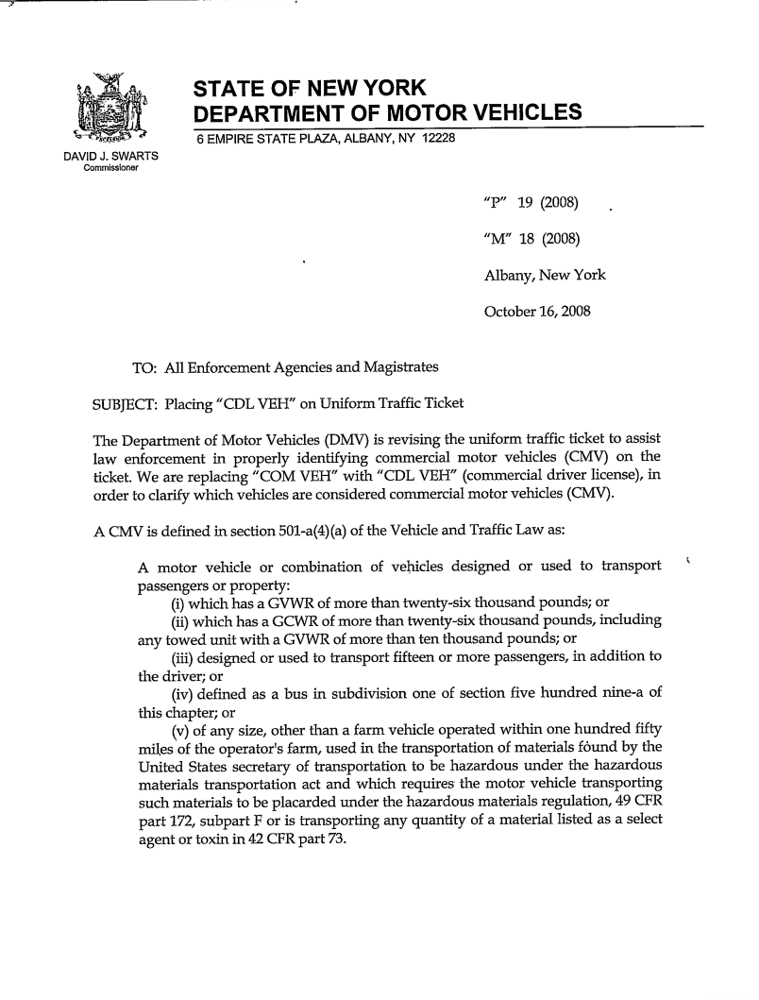 STATE OF NEW YORK
DEPARTMENT OF MOTOR VEHICLES
6 EMPIRE STATE PLAZA, ALBANY, NY 12228
EXCELSIOR
DAVID J. SWARTS
Commissioner
"P" 19 (2008)
"M" 18 (2008)
Albany, New York
October 16, 2008
TO: All Enforcement Agencies and Magistrates
SUBJECT: Placing "CDL VEH" on Uniform Traffic Ticket
The Department of Motor Vehicles (DMV) is revising the uniform traffic ticket to assist
law enforcement in properly identifying commercial motor vehicles (CMV) on the
ticket. We are replacing "COM VEH" with "CDL VEH" (commercial driver license), in
order to clarify which vehicles are considered commercial motor vehicles (CMV).
A CMV is defined in section 501-a(4)(a) of the Vehicle and Traffic Law as:
A motor vehicle or combination of vehicles designed or used to transport
passengers or property:
(i) which has a GVWR of more than twenty-six thousand pounds; or
(ii) which has a GCWR of more than twenty-six thousand pounds, including
any towed unit with a GVWR of more than ten thousand pounds; or
(iii) designed or used to transport fifteen or more passengers, in addition to
the driver; or
(iv) defined as a bus in subdivision one of section five hundred nine-a of
this chapter; or
(v) of any size, other than a farm vehicle operated within one hundred fifty
miles of the operator's farm, used in the transportation of materials found by the
United States secretary of transportation to be hazardous under the hazardous
materials transportation act and which requires the motor vehicle transporting
such materials to be placarded under the hazardous materials regulation, 49 CFR
part 172, subpart F or is transporting any quantity of a material listed as a select
agent or toxin in 42 CFR part 73.